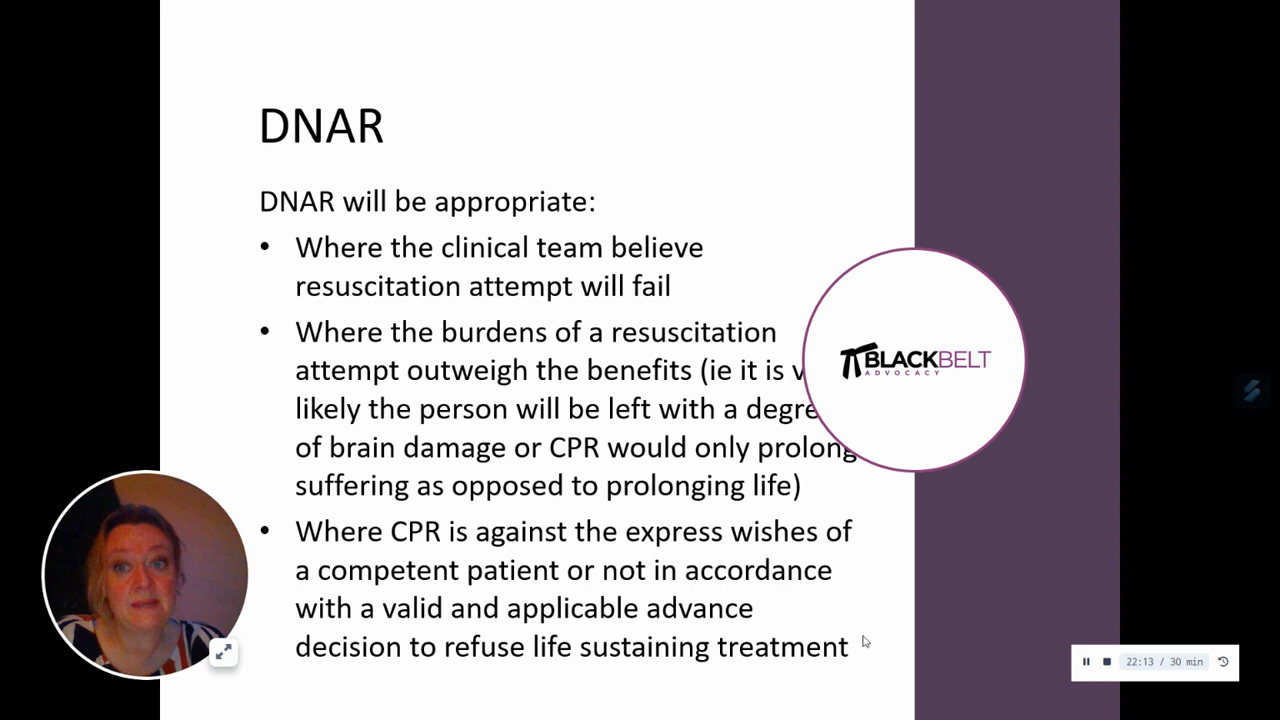 DNAR
DNAR will be appropriate:
• Where the clinical team believe
resuscitation attempt will fail
• Where the burdens of a resuscitation
attempt outweigh the benefits (ie it is
likely the person will be left with a
of brain damage or CPR would only prolong
suffering as opposed to prolonging life)
• Where CPR is against the express wishes of
a competent patient or not in accordance
with a valid and applicable advance
decision to refuse life sustaining treatment
BLACKBELT
ADVOCACY
22:13 / 30 min